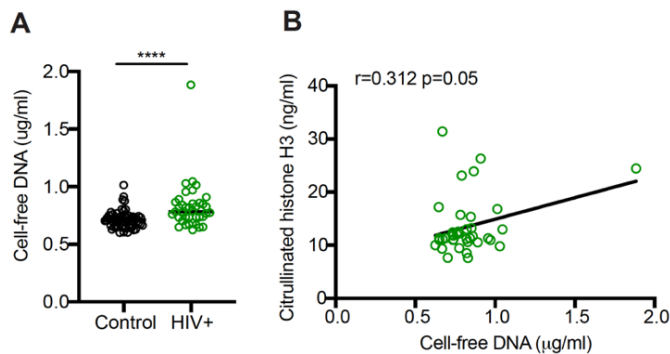 A
****
Cell-free DNA (ug/ml)
2.0
1.5
1.0
0.5
0.0
Control HIV+
B
r=0.312 p=0.05
Citrullinated histone H3 (ng/ml)
40
30
20
10
0
0.0 0.5 1.0 1.5 2.0
Cell-free DNA (μg/ml)